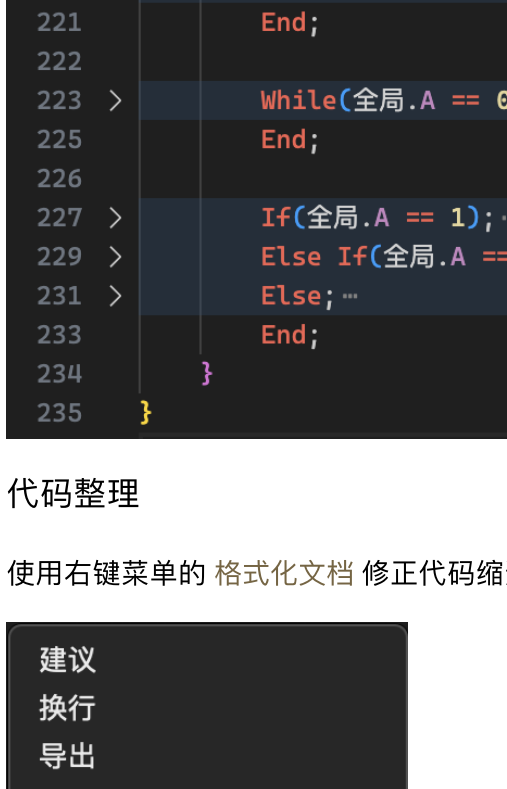 221 End;
222
223 While(全局.A ==
225 End;
226
227 If(全局.A == 1);
229 Else If(全局.A ==
231 Else;⋯
233 End;
234 }
235 }
代码整理
使用右键菜单的 格式化文档 修正代码缩
建议
换行
导出